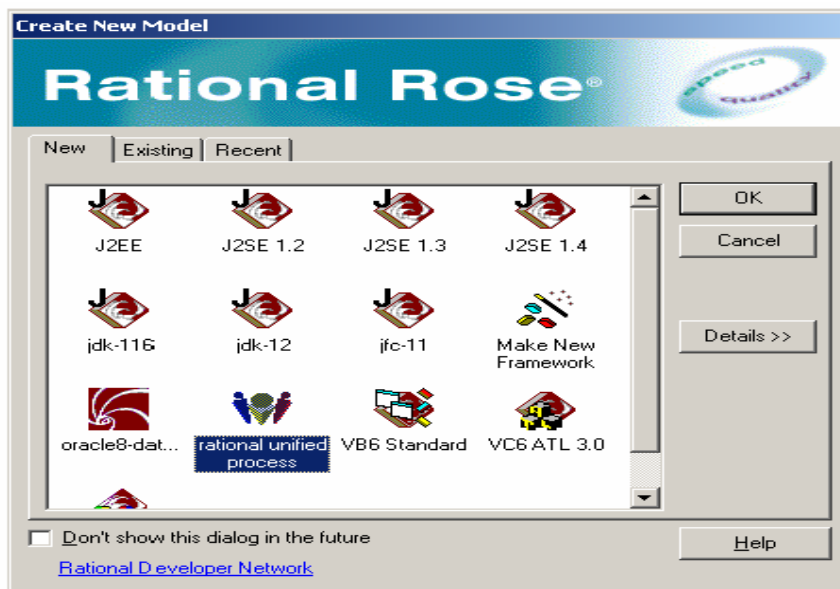 Create New Model
Rational Rose®
speed
quality
New
Existing
Recent
J2EE
J2SE 1.2
J2SE 1.3
J2SE 1.4
jdk-116
jdk-12
jfc-11
Make New
Framework
oracle8-dat...
rational unified
process
VB6 Standard
VC6 ATL 3.0
OK
Cancel
Details >>
Don't show this dialog in the future
Help
Rational Developer Network